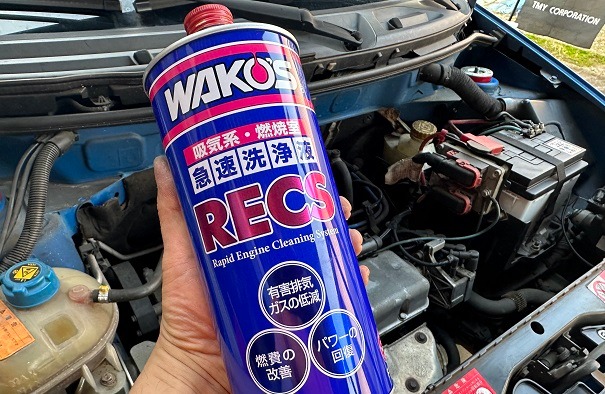 TMY CORPORATION
WAKO'S
吸気系・燃焼室
急速洗浄液
RECS
Rapid Engine Cleaning System
有害排気
ガスの低減
燃費の
改善
パワーの
回復